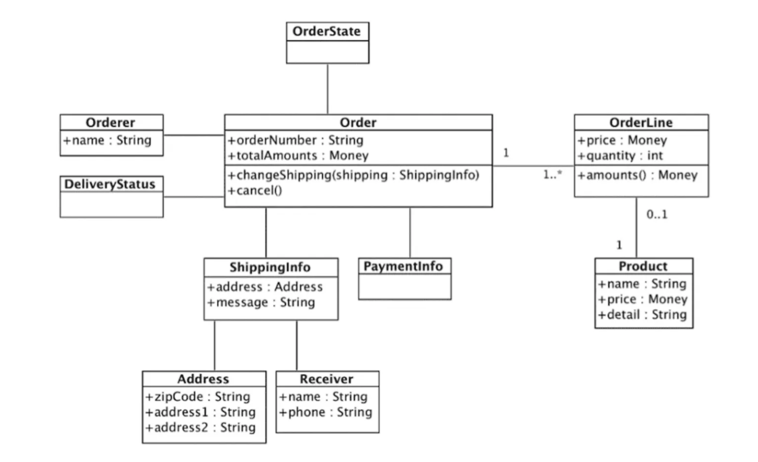 OrderState
Orderer
+name : String
Order
+orderNumber : String
+totalAmounts : Money
+changeShipping(shipping : ShippingInfo)
+cancel()
1
1..*
OrderLine
+price : Money
+quantity : int
+amounts() : Money
DeliveryStatus
0..1
1
ShippingInfo
+address : Address
+message : String
PaymentInfo
Product
+name : String
+price : Money
+detail : String
Address
+zipCode : String
+address1 : String
+address2 : String
Receiver
+name : String
+phone : String